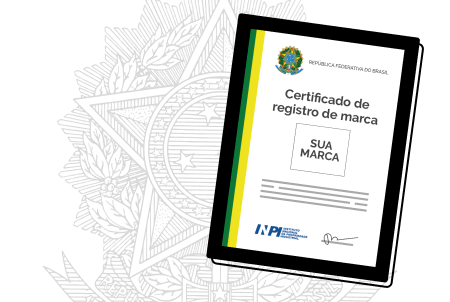 REPÚBLICA FEDERATIVA DO BRASIL
Certificado de
registro de marca
SUA
MARCA
INPI
INSTITUTO
NACIONAL
DA PROPRIEDADE
INDUSTRIAL